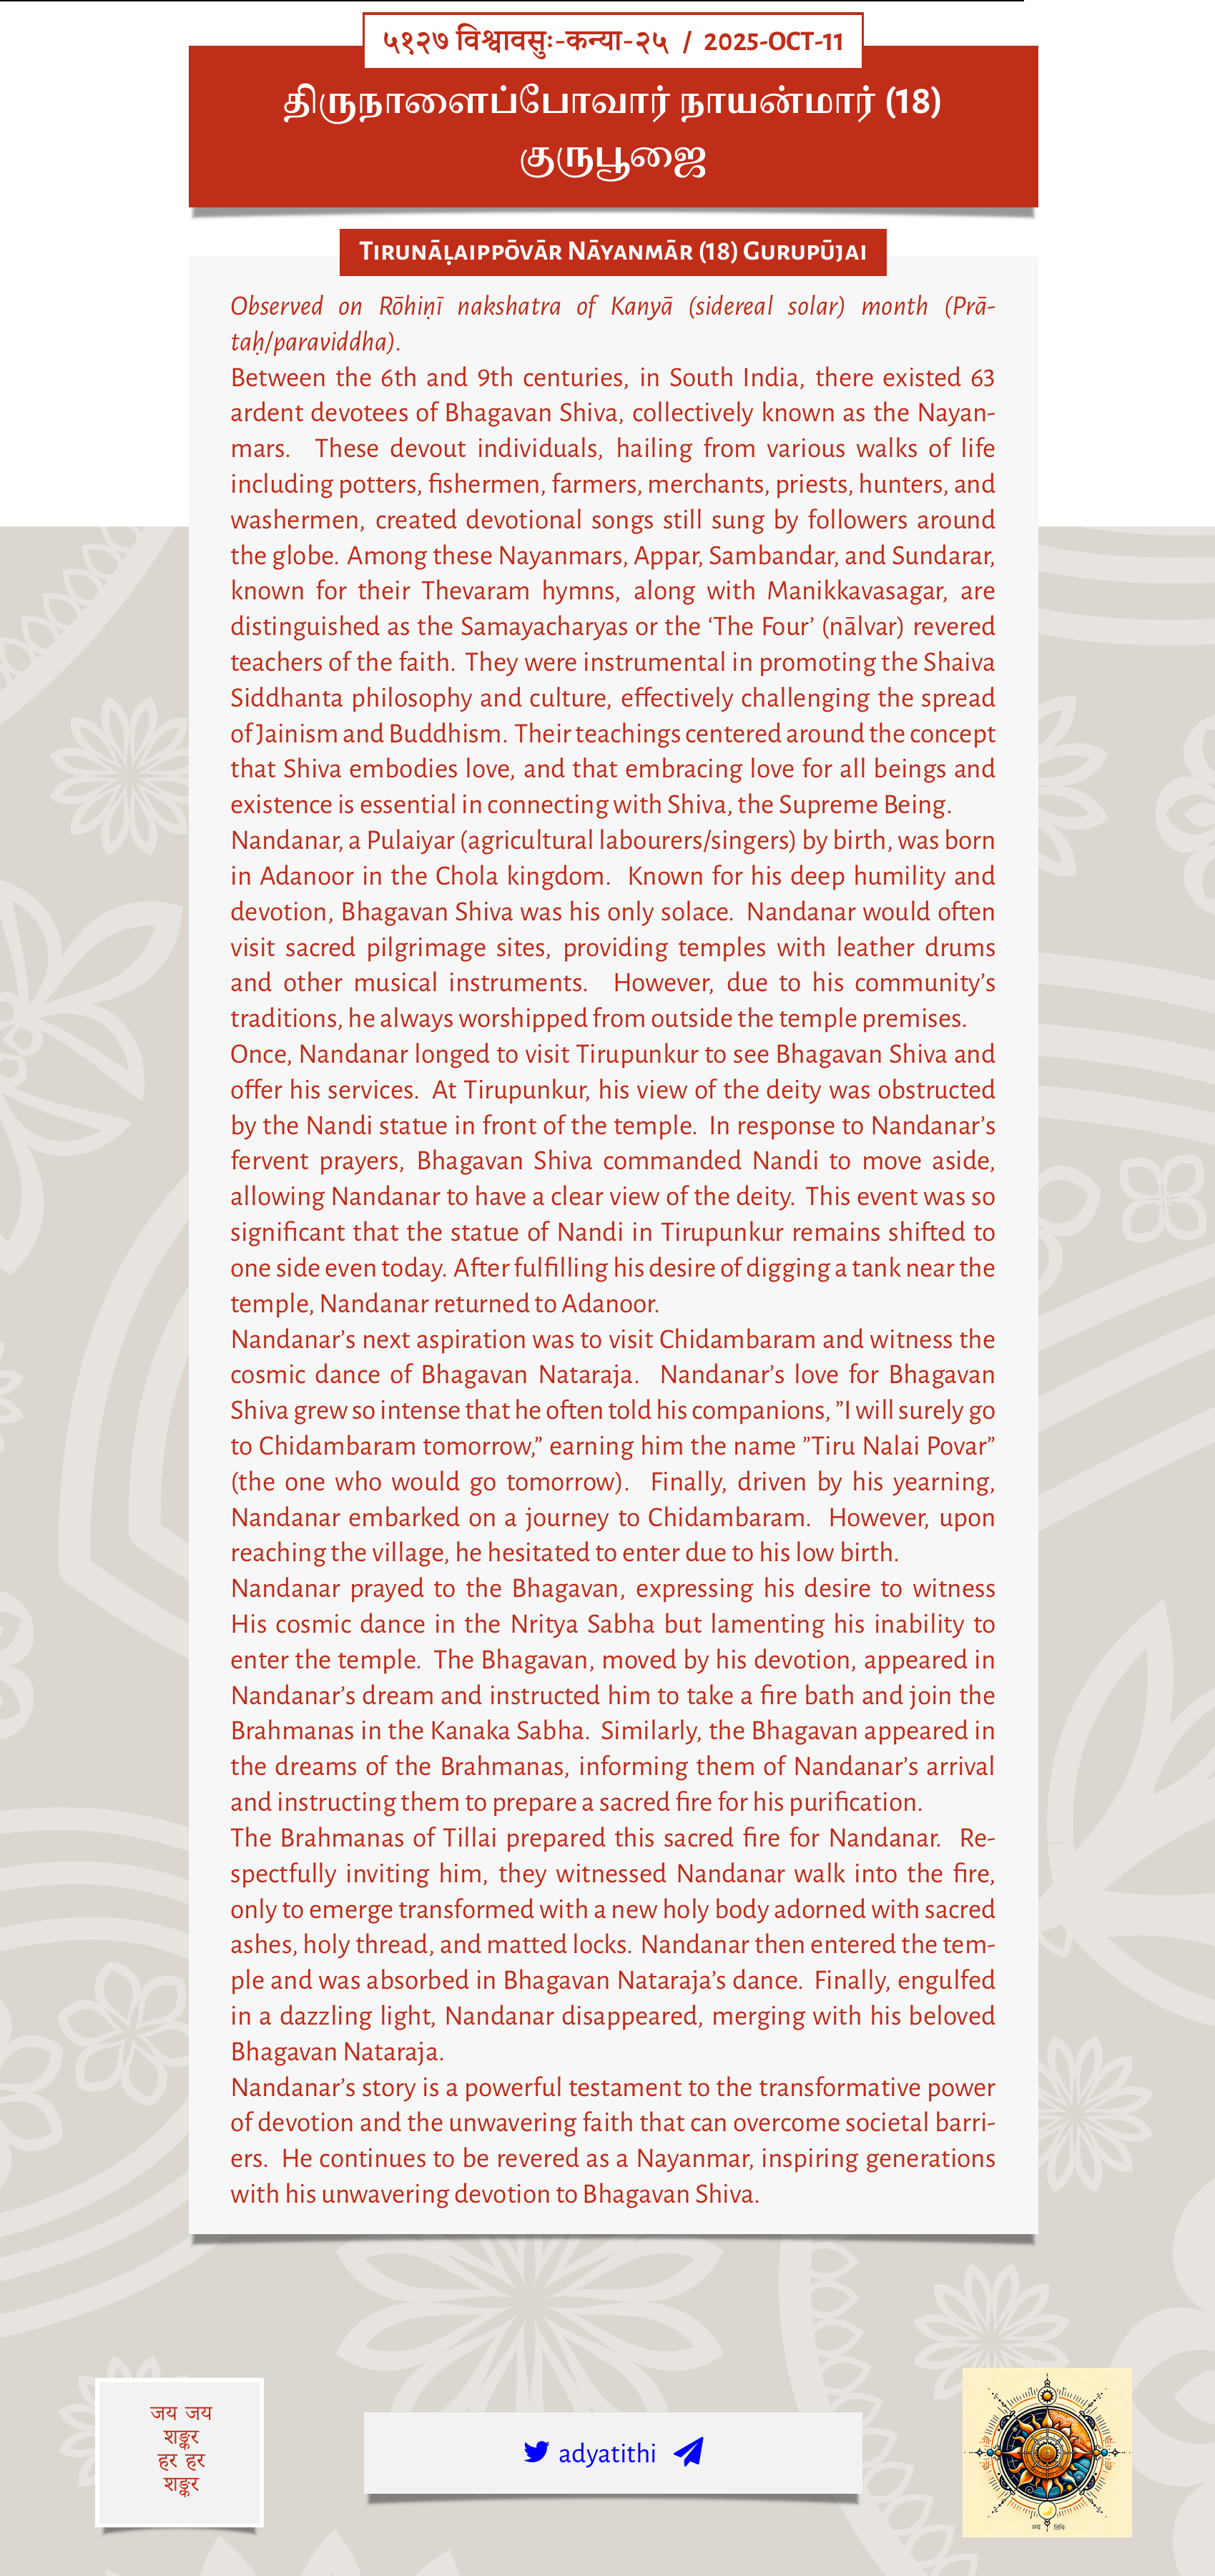 ५१२७ विश्वावसुः-कन्या-२५ / 2025-OCT-11
திருநாளைப்போவார் நாயன்மார் (18)
குருபூஜை
Tirunāḷaippōvār Nāyanmār (18) Gurupūjai
Observed on Rōhiṇī nakshatra of Kanyā (sidereal solar) month (Prā-
taḥ/paraviddha).
Between the 6th and 9th centuries, in South India, there existed 63
ardent devotees of Bhagavan Shiva, collectively known as the Nayan-
mars. These devout individuals, hailing from various walks of life
including potters, fishermen, farmers, merchants, priests, hunters, and
washermen, created devotional songs still sung by followers around
the globe. Among these Nayanmars, Appar, Sambandar, and Sundarar,
known for their Thevaram hymns, along with Manikkavasagar, are
distinguished as the Samayacharyas or the ‘The Four’ (nālvar) revered
teachers of the faith. They were instrumental in promoting the Shaiva
Siddhanta philosophy and culture, effectively challenging the spread
of Jainism and Buddhism. Their teachings centered around the concept
that Shiva embodies love, and that embracing love for all beings and
existence is essential in connecting with Shiva, the Supreme Being.
Nandanar, a Pulaiyar (agricultural labourers/singers) by birth, was born
in Adanoor in the Chola kingdom. Known for his deep humility and
devotion, Bhagavan Shiva was his only solace. Nandanar would often
visit sacred pilgrimage sites, providing temples with leather drums
and other musical instruments. However, due to his community’s
traditions, he always worshipped from outside the temple premises.
Once, Nandanar longed to visit Tirupunkur to see Bhagavan Shiva and
offer his services. At Tirupunkur, his view of the deity was obstructed
by the Nandi statue in front of the temple. In response to Nandanar’s
fervent prayers, Bhagavan Shiva commanded Nandi to move aside,
allowing Nandanar to have a clear view of the deity. This event was so
significant that the statue of Nandi in Tirupunkur remains shifted to
one side even today. After fulfilling his desire of digging a tank near the
temple, Nandanar returned to Adanoor.
Nandanar’s next aspiration was to visit Chidambaram and witness the
cosmic dance of Bhagavan Nataraja. Nandanar’s love for Bhagavan
Shiva grew so intense that he often told his companions, ”I will surely go
to Chidambaram tomorrow,” earning him the name ”Tiru Nalai Povar”
(the one who would go tomorrow). Finally, driven by his yearning,
Nandanar embarked on a journey to Chidambaram. However, upon
reaching the village, he hesitated to enter due to his low birth.
Nandanar prayed to the Bhagavan, expressing his desire to witness
His cosmic dance in the Nritya Sabha but lamenting his inability to
enter the temple. The Bhagavan, moved by his devotion, appeared in
Nandanar’s dream and instructed him to take a fire bath and join the
Brahmanas in the Kanaka Sabha. Similarly, the Bhagavan appeared in
the dreams of the Brahmanas, informing them of Nandanar’s arrival
and instructing them to prepare a sacred fire for his purification.
The Brahmanas of Tillai prepared this sacred fire for Nandanar. Re-
spectfully inviting him, they witnessed Nandanar walk into the fire,
only to emerge transformed with a new holy body adorned with sacred
ashes, holy thread, and matted locks. Nandanar then entered the tem-
ple and was absorbed in Bhagavan Nataraja’s dance. Finally, engulfed
in a dazzling light, Nandanar disappeared, merging with his beloved
Bhagavan Nataraja.
Nandanar’s story is a powerful testament to the transformative power
of devotion and the unwavering faith that can overcome societal barri-
ers. He continues to be revered as a Nayanmar, inspiring generations
with his unwavering devotion to Bhagavan Shiva.
जय जय
शङ्कर
हर हर
शङ्कर
adyatithi
अद्य तिथिः